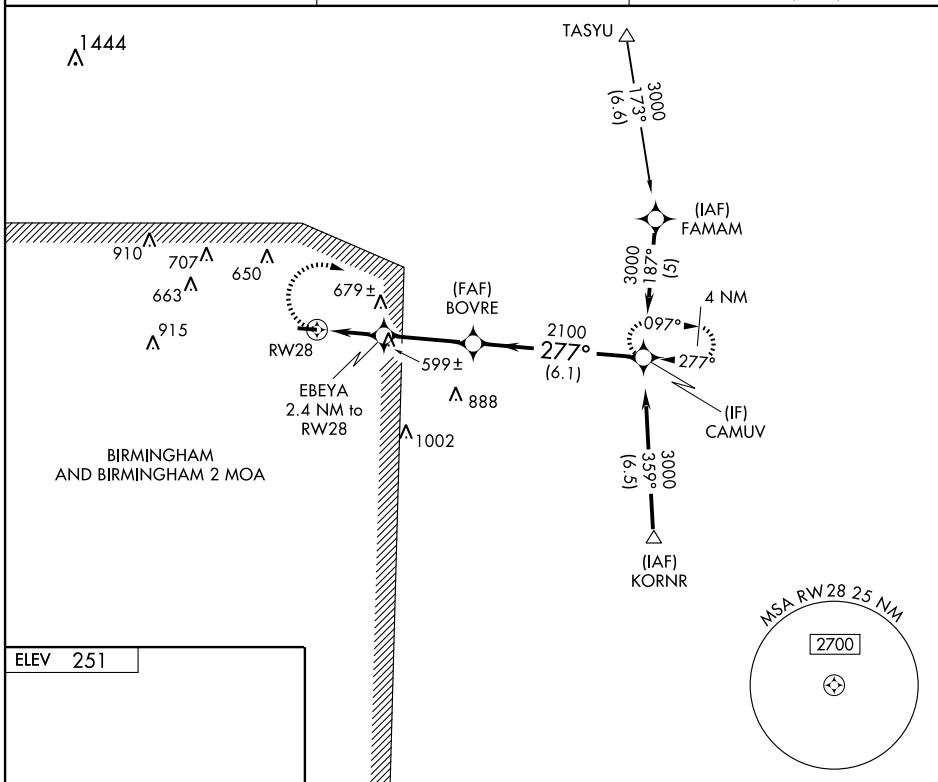 1444
TASYU
3000
173°
(6.6)
(IAF)
FAMAM
3000
187°
(5)
910
707
650
663
679±
915
(FAF)
BOVRE
4 NM
097°
277°
RW28
2100
277°
(6.1)
599±
EBEYA
2.4 NM to
RW28
888
1002
(IF)
CAMUV
BIRMINGHAM
AND BIRMINGHAM 2 MOA
3000
359°
(6.5)
(IAF)
KORNR
MSA RW28 25 NM
2700
ELEV 251